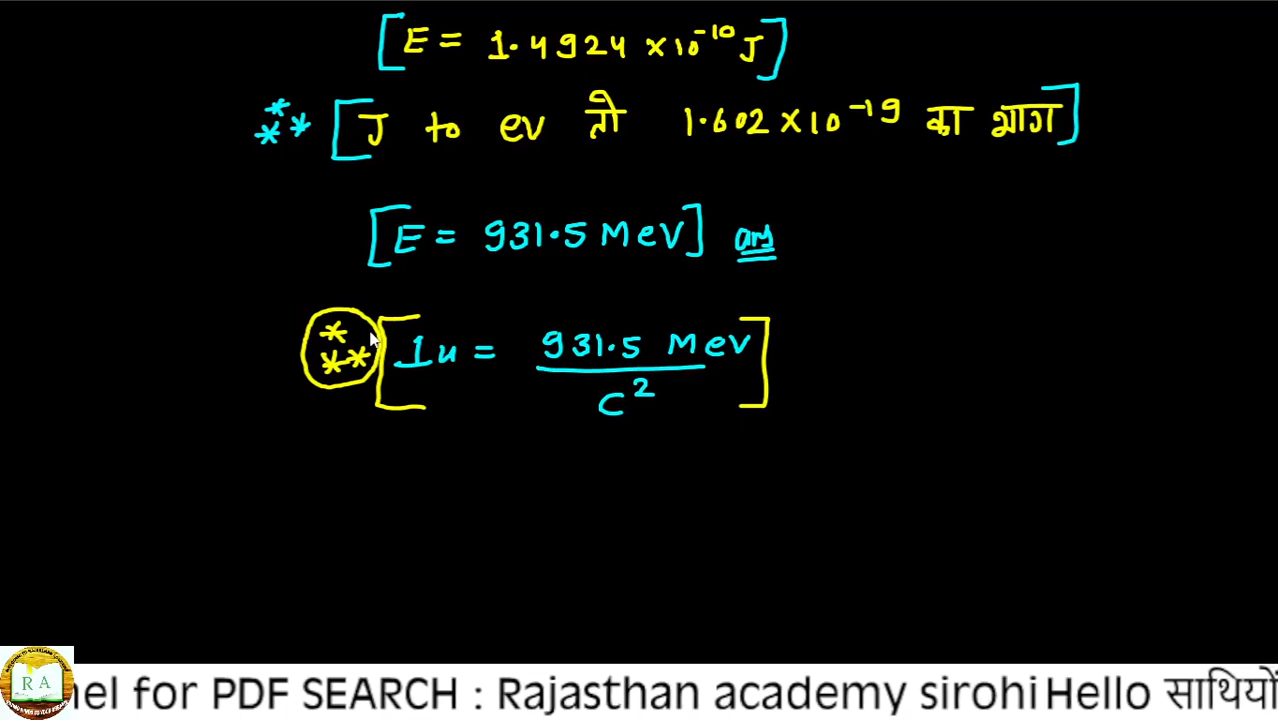 [E = 1.4924 ×10⁻¹⁰ J]
*** [J to ev तो 1.602×10⁻¹⁹ का भाग]
[E = 931.5 MeV] ans
*** [1u = 931.5 MeV / c²]
RA
nel for PDF SEARCH : Rajasthan academy sirohi Hello साथियों